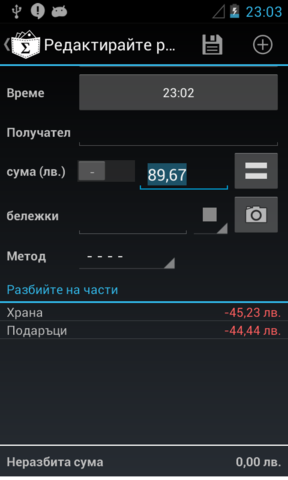 23:03
Редактирайте р...
Време 23:02
Получател
сума (лв.) - 89,67
бележки
Метод - - - -
Разбийте на части
Храна -45,23 лв.
Подаръци -44,44 лв.
Неразбита сума 0,00 лв.